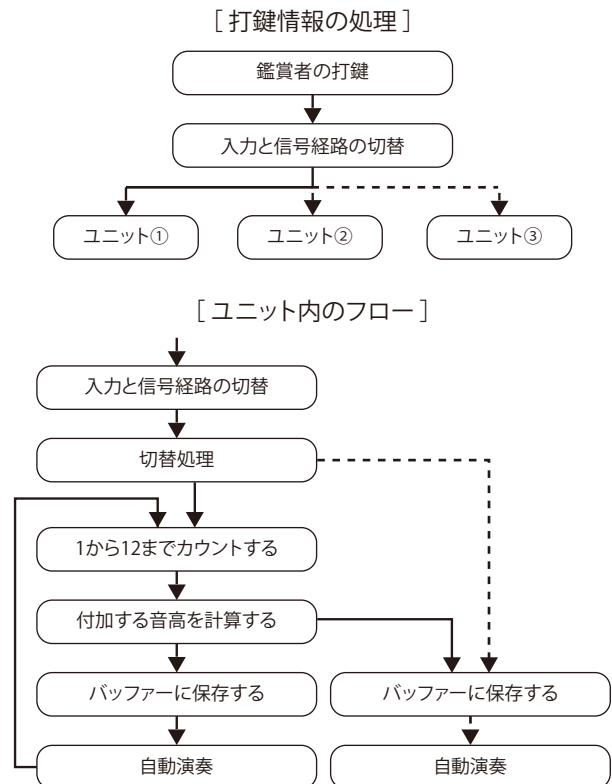 [ 打鍵情報の処理 ]
鑑賞者の打鍵
入力と信号経路の切替
ユニット①
ユニット②
ユニット③
[ ユニット内のフロー ]
入力と信号経路の切替
切替処理
1から12までカウントする
付加する音高を計算する
バッファーに保存する
バッファーに保存する
自動演奏
自動演奏